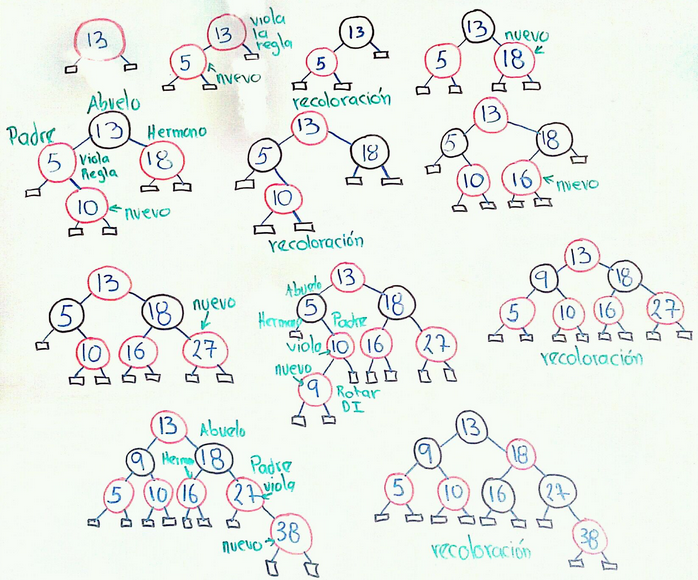 13
13 viola
la
regla
5 nuevo
13
5
recoloración
13 nuevo
5 18
Abuelo
Padre 13 Hermano
5 Viola
Regla 18
10 nuevo
13
5 18
10
recoloración
13
5 18
10 16 nuevo
13
5 18 nuevo
10 16 27
Abuelo 13
5 18
Hermano Padre
viola 10 16 27
nuevo
9 Rotar
DI
13
9 18
5 10 16 27
recoloración
13 Abuelo
9 Herman 18
Padre
5 10 16 27 viola
nuevo 38
13
9 18
5 10 16 27
recoloración 38